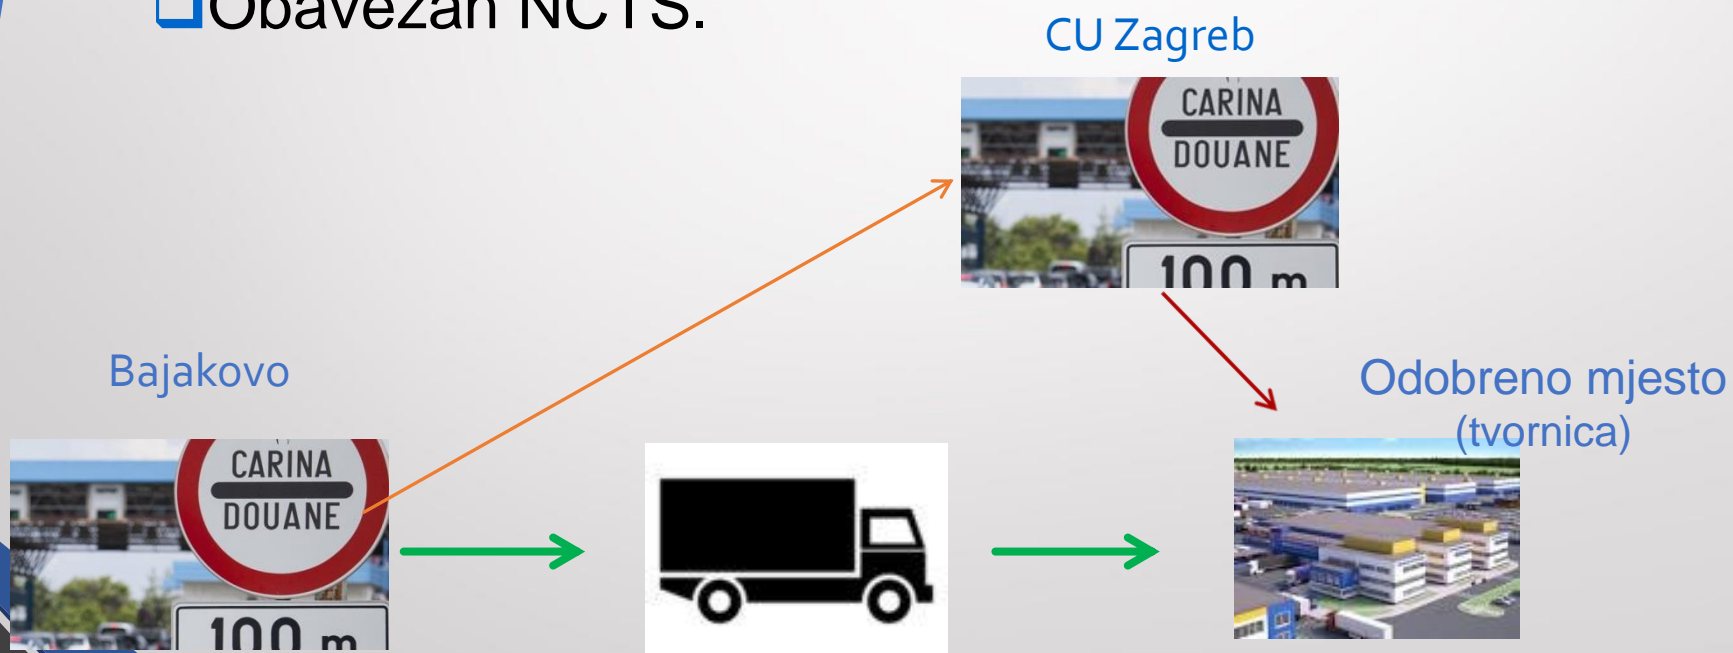 Obavezan NCTS.
CU Zagreb
CARINA
DOUANE
100 m
Bajakovo
Odobreno mjesto
(tvornica)
CARINA
DOUANE
100 m